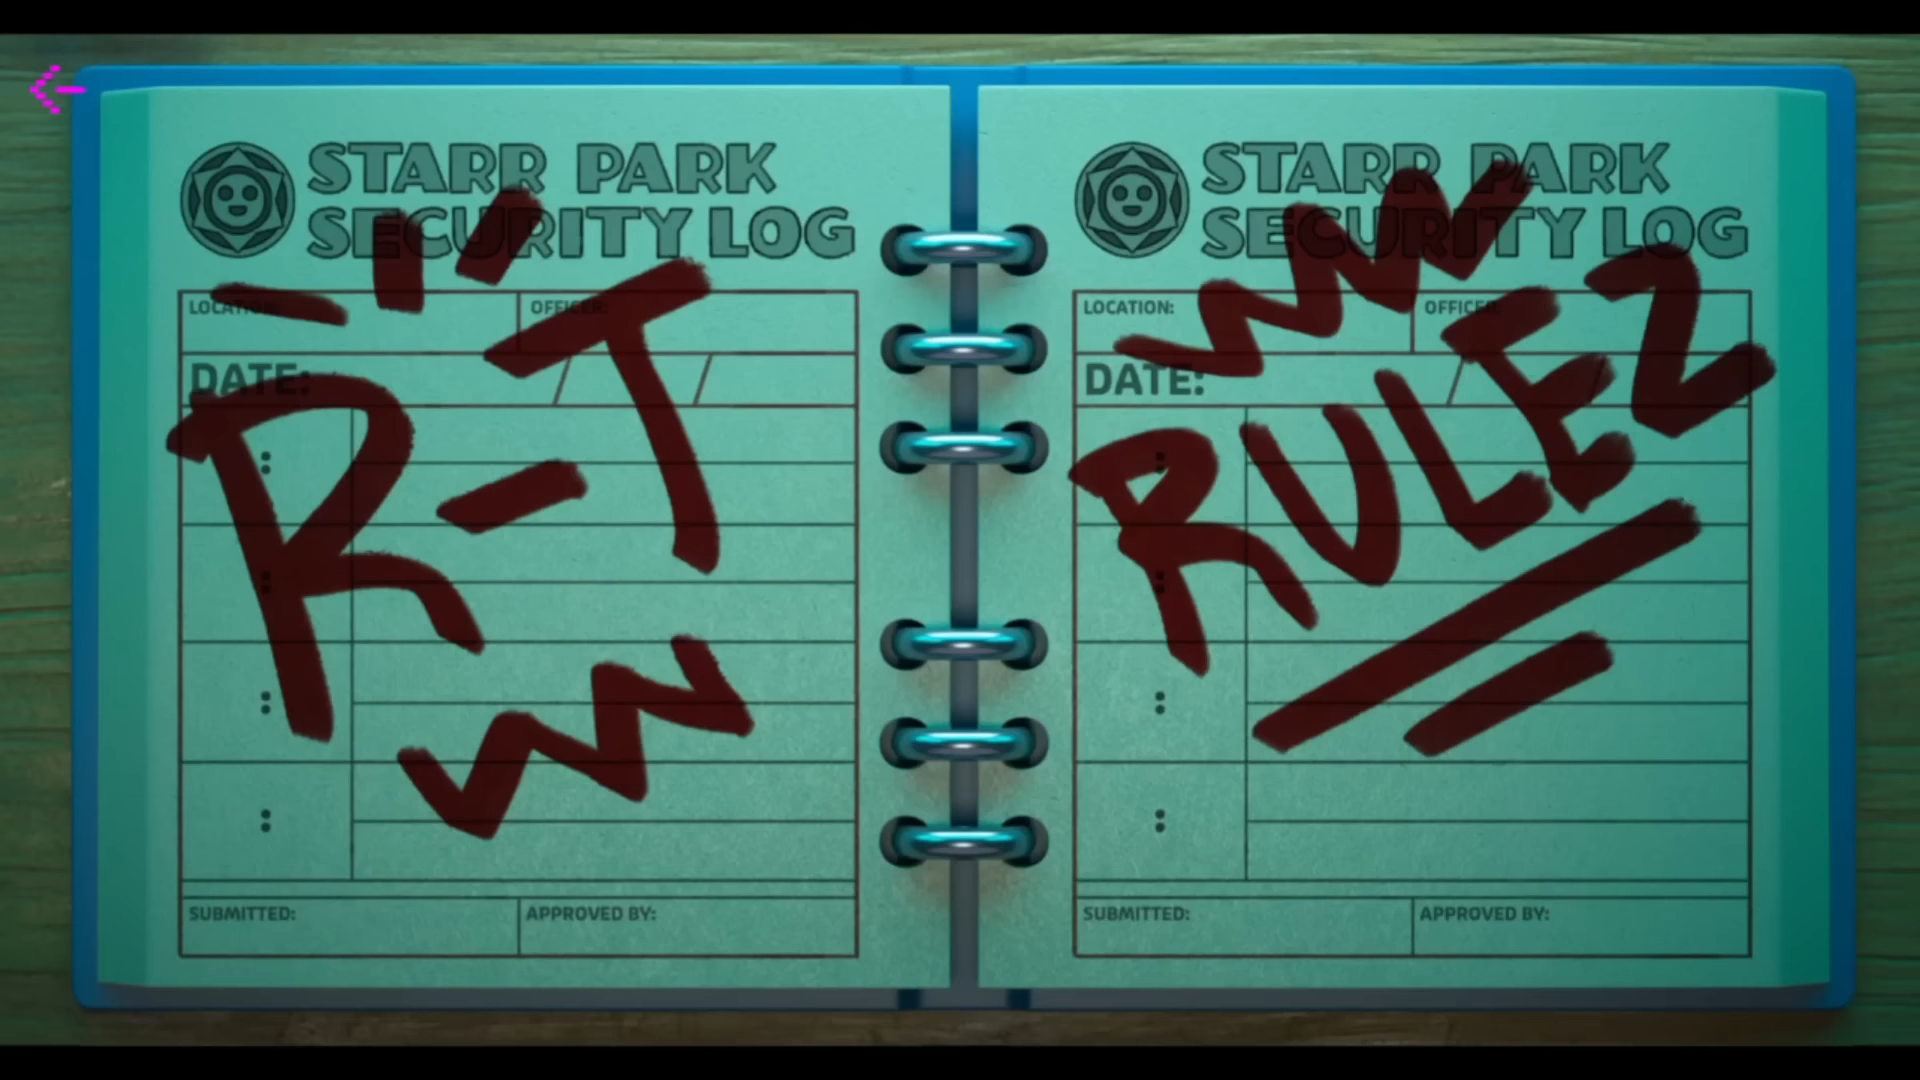 STARR PARK
SECURITY LOG
LOCATION:
OFFICER:
DATE: / /
R-T
:
:
:
:
SUBMITTED:
APPROVED BY:
STARR PARK
SECURITY LOG
LOCATION:
OFFICER:
DATE: / /
RULEZ
:
:
:
:
SUBMITTED:
APPROVED BY: